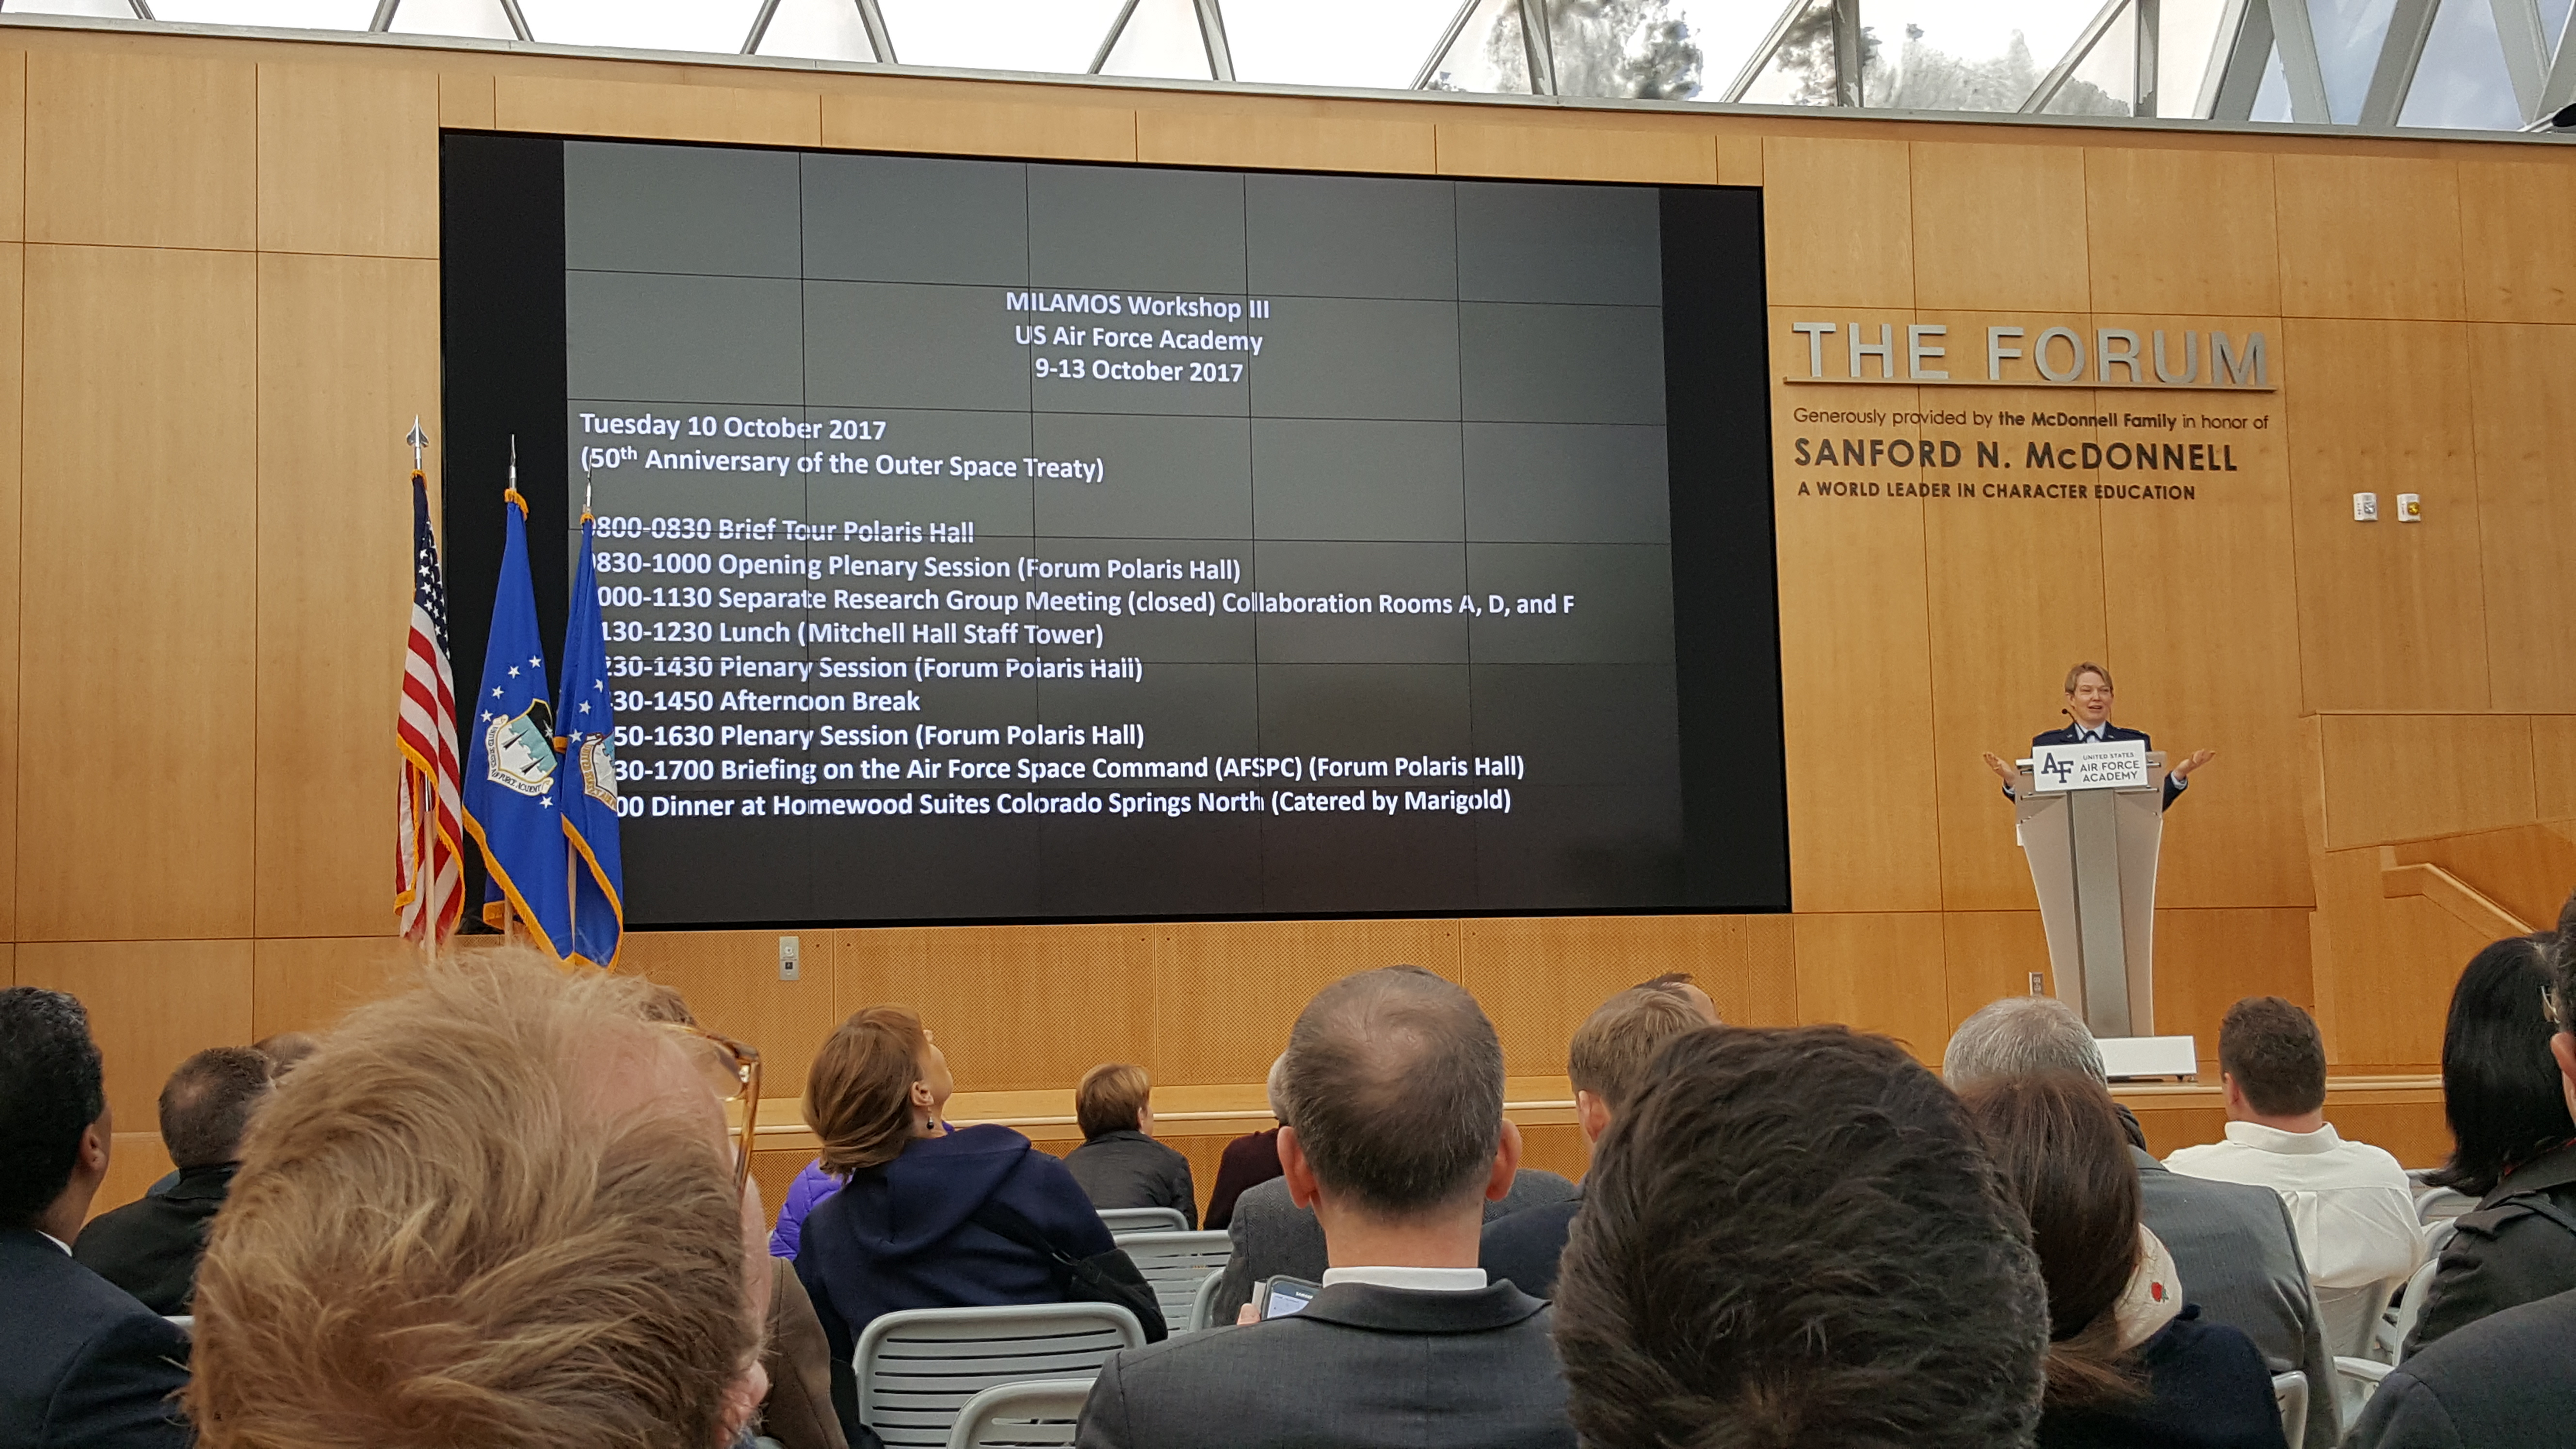 MILAMOS Workshop III
US Air Force Academy
9-13 October 2017
Tuesday 10 October 2017
(50th Anniversary of the Outer Space Treaty)
800-0830 Brief Tour Polaris Hall
830-1000 Opening Plenary Session (Forum Polaris Hall)
000-1130 Separate Research Group Meeting (closed) Collaboration Rooms A, D, and F
130-1230 Lunch (Mitchell Hall Staff Tower)
230-1430 Plenary Session (Forum Polaris Hall)
30-1450 Afternoon Break
50-1630 Plenary Session (Forum Polaris Hall)
30-1700 Briefing on the Air Force Space Command (AFSPC) (Forum Polaris Hall)
00 Dinner at Homewood Suites Colorado Springs North (Catered by Marigold)
THE FORUM
Generously provided by the McDonnell Family in honor of
SANFORD N. McDONNELL
A WORLD LEADER IN CHARACTER EDUCATION
AF
UNITED STATES
AIR FORCE
ACADEMY